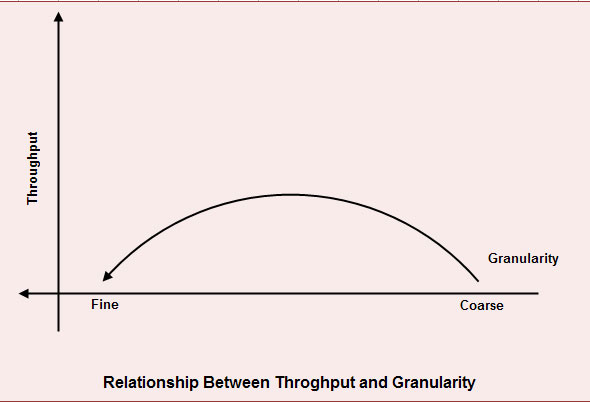 Throughput
Granularity
Fine
Coarse
Relationship Between Throghput and Granularity